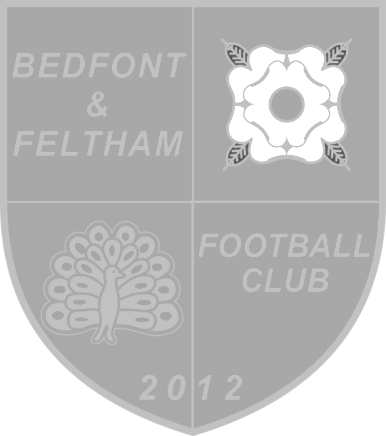 BEDFONT
&
FELTHAM
FOOTBALL
CLUB
2012